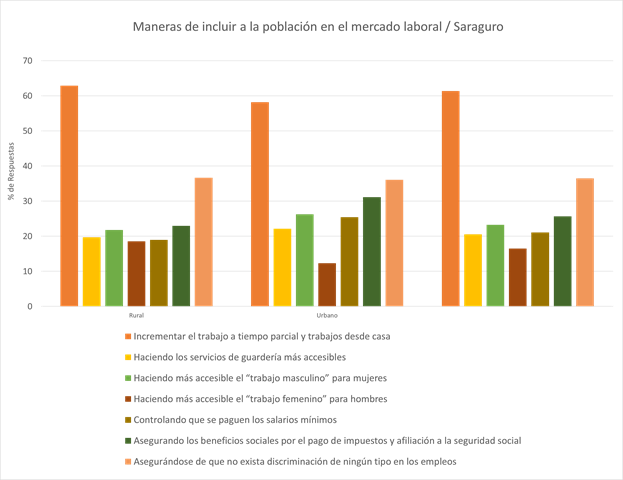 Maneras de incluir a la población en el mercado laboral / Saraguro
70
60
50
40
30
20
10
0
% de Respuestas
Rural Urbano
Incrementar el trabajo a tiempo parcial y trabajos desde casa
Haciendo los servicios de guardería más accesibles
Haciendo más accesible el “trabajo masculino” para mujeres
Haciendo más accesible el “trabajo femenino” para hombres
Controlando que se paguen los salarios mínimos
Asegurando los beneficios sociales por el pago de impuestos y afiliación a la seguridad social
Asegurándose de que no exista discriminación de ningún tipo en los empleos